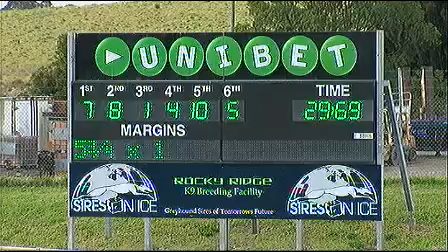 UNIBET
1ST 2ND 3RD 4TH 5TH 6TH TIME
7 8 1 4 10 5 29:69
MARGINS
5¾ x 1
ROCKY RIDGE
K9 Breeding Facility
SIRES ON ICE SIRES ON ICE
Greyhound Sires of Tomorrows Future